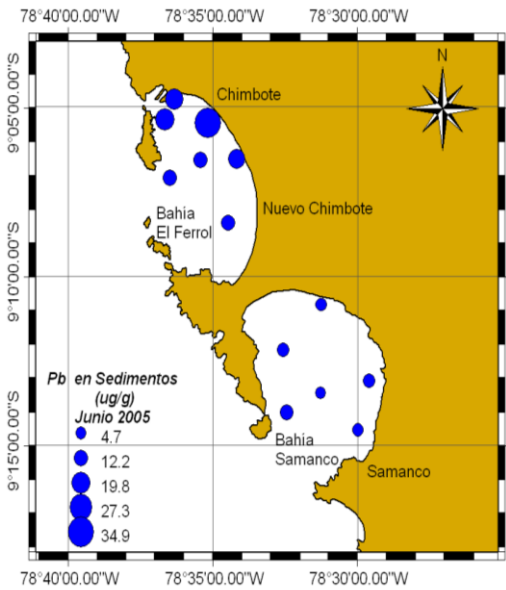 78°40'00.00"W 78°35'00.00"W 78°30'00.00"W
N
Chimbote
9°05'00.00"S
Nuevo Chimbote
Bahia
El Ferrol
9°10'00.00"S
Pb en Sedimentos
(ug/g)
Junio 2005
4.7
12.2
19.8
27.3
34.9
Bahia
Samanco
Samanco
9°15'00.00"S
78°40'00.00"W 78°35'00.00"W 78°30'00.00"W